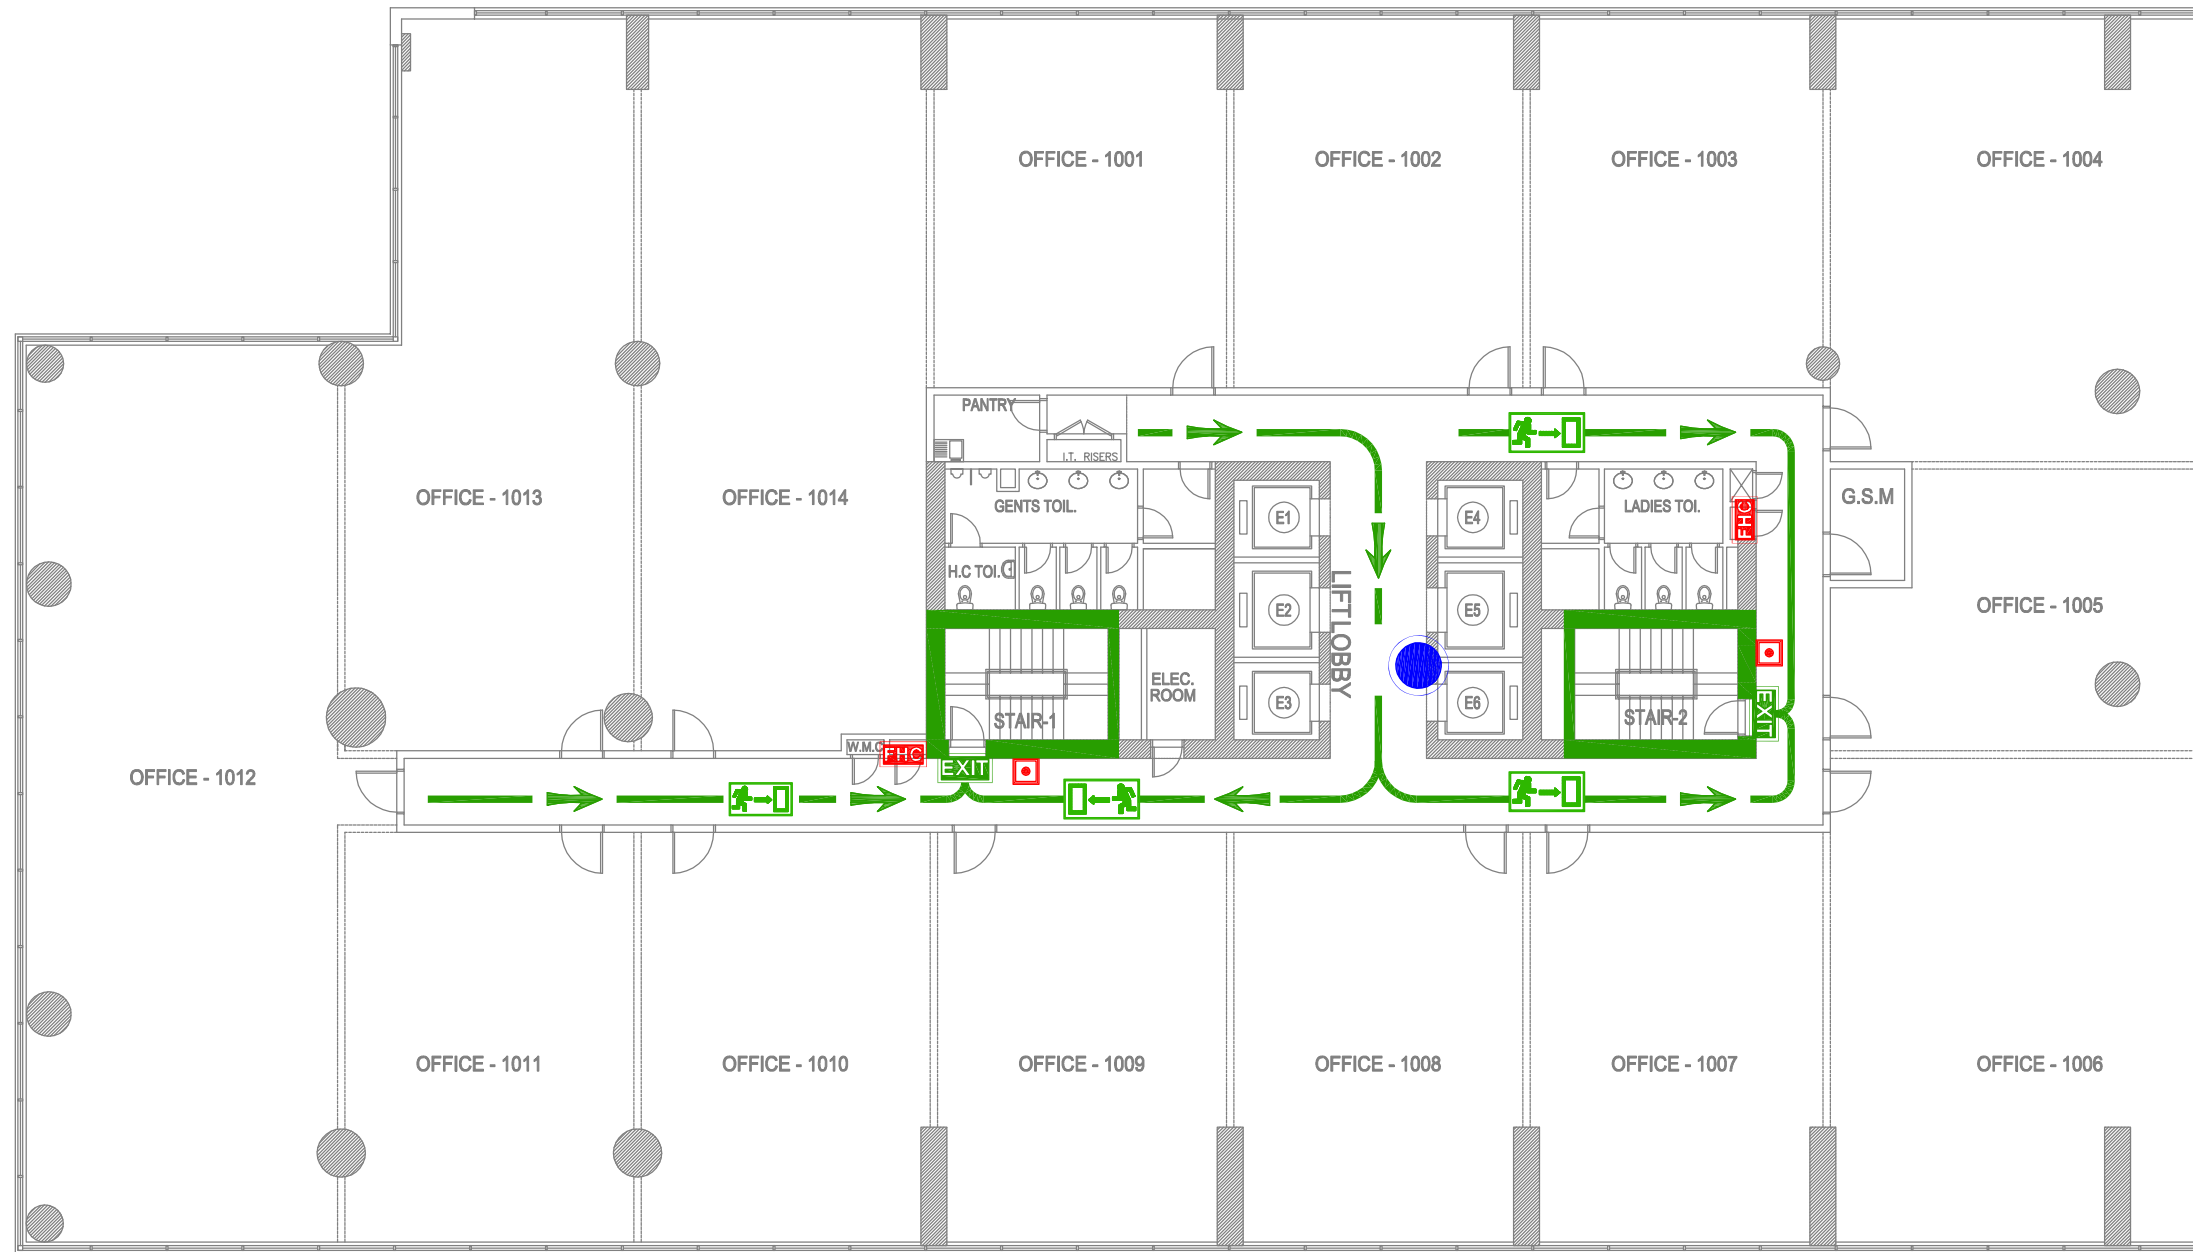 OFFICE - 1001
OFFICE - 1002
OFFICE - 1003
OFFICE - 1004
PANTRY
I.T. RISERS
OFFICE - 1013
OFFICE - 1014
GENTS TOIL.
E1
E4
LADIES TOI.
FHC
G.S.M
H.C TOI.
E2
LIFT LOBBY
E5
OFFICE - 1005
ELEC.
ROOM
E3
E6
STAIR-1
STAIR-2
EXIT
W.M.C
FHC
EXIT
OFFICE - 1012
OFFICE - 1011
OFFICE - 1010
OFFICE - 1009
OFFICE - 1008
OFFICE - 1007
OFFICE - 1006